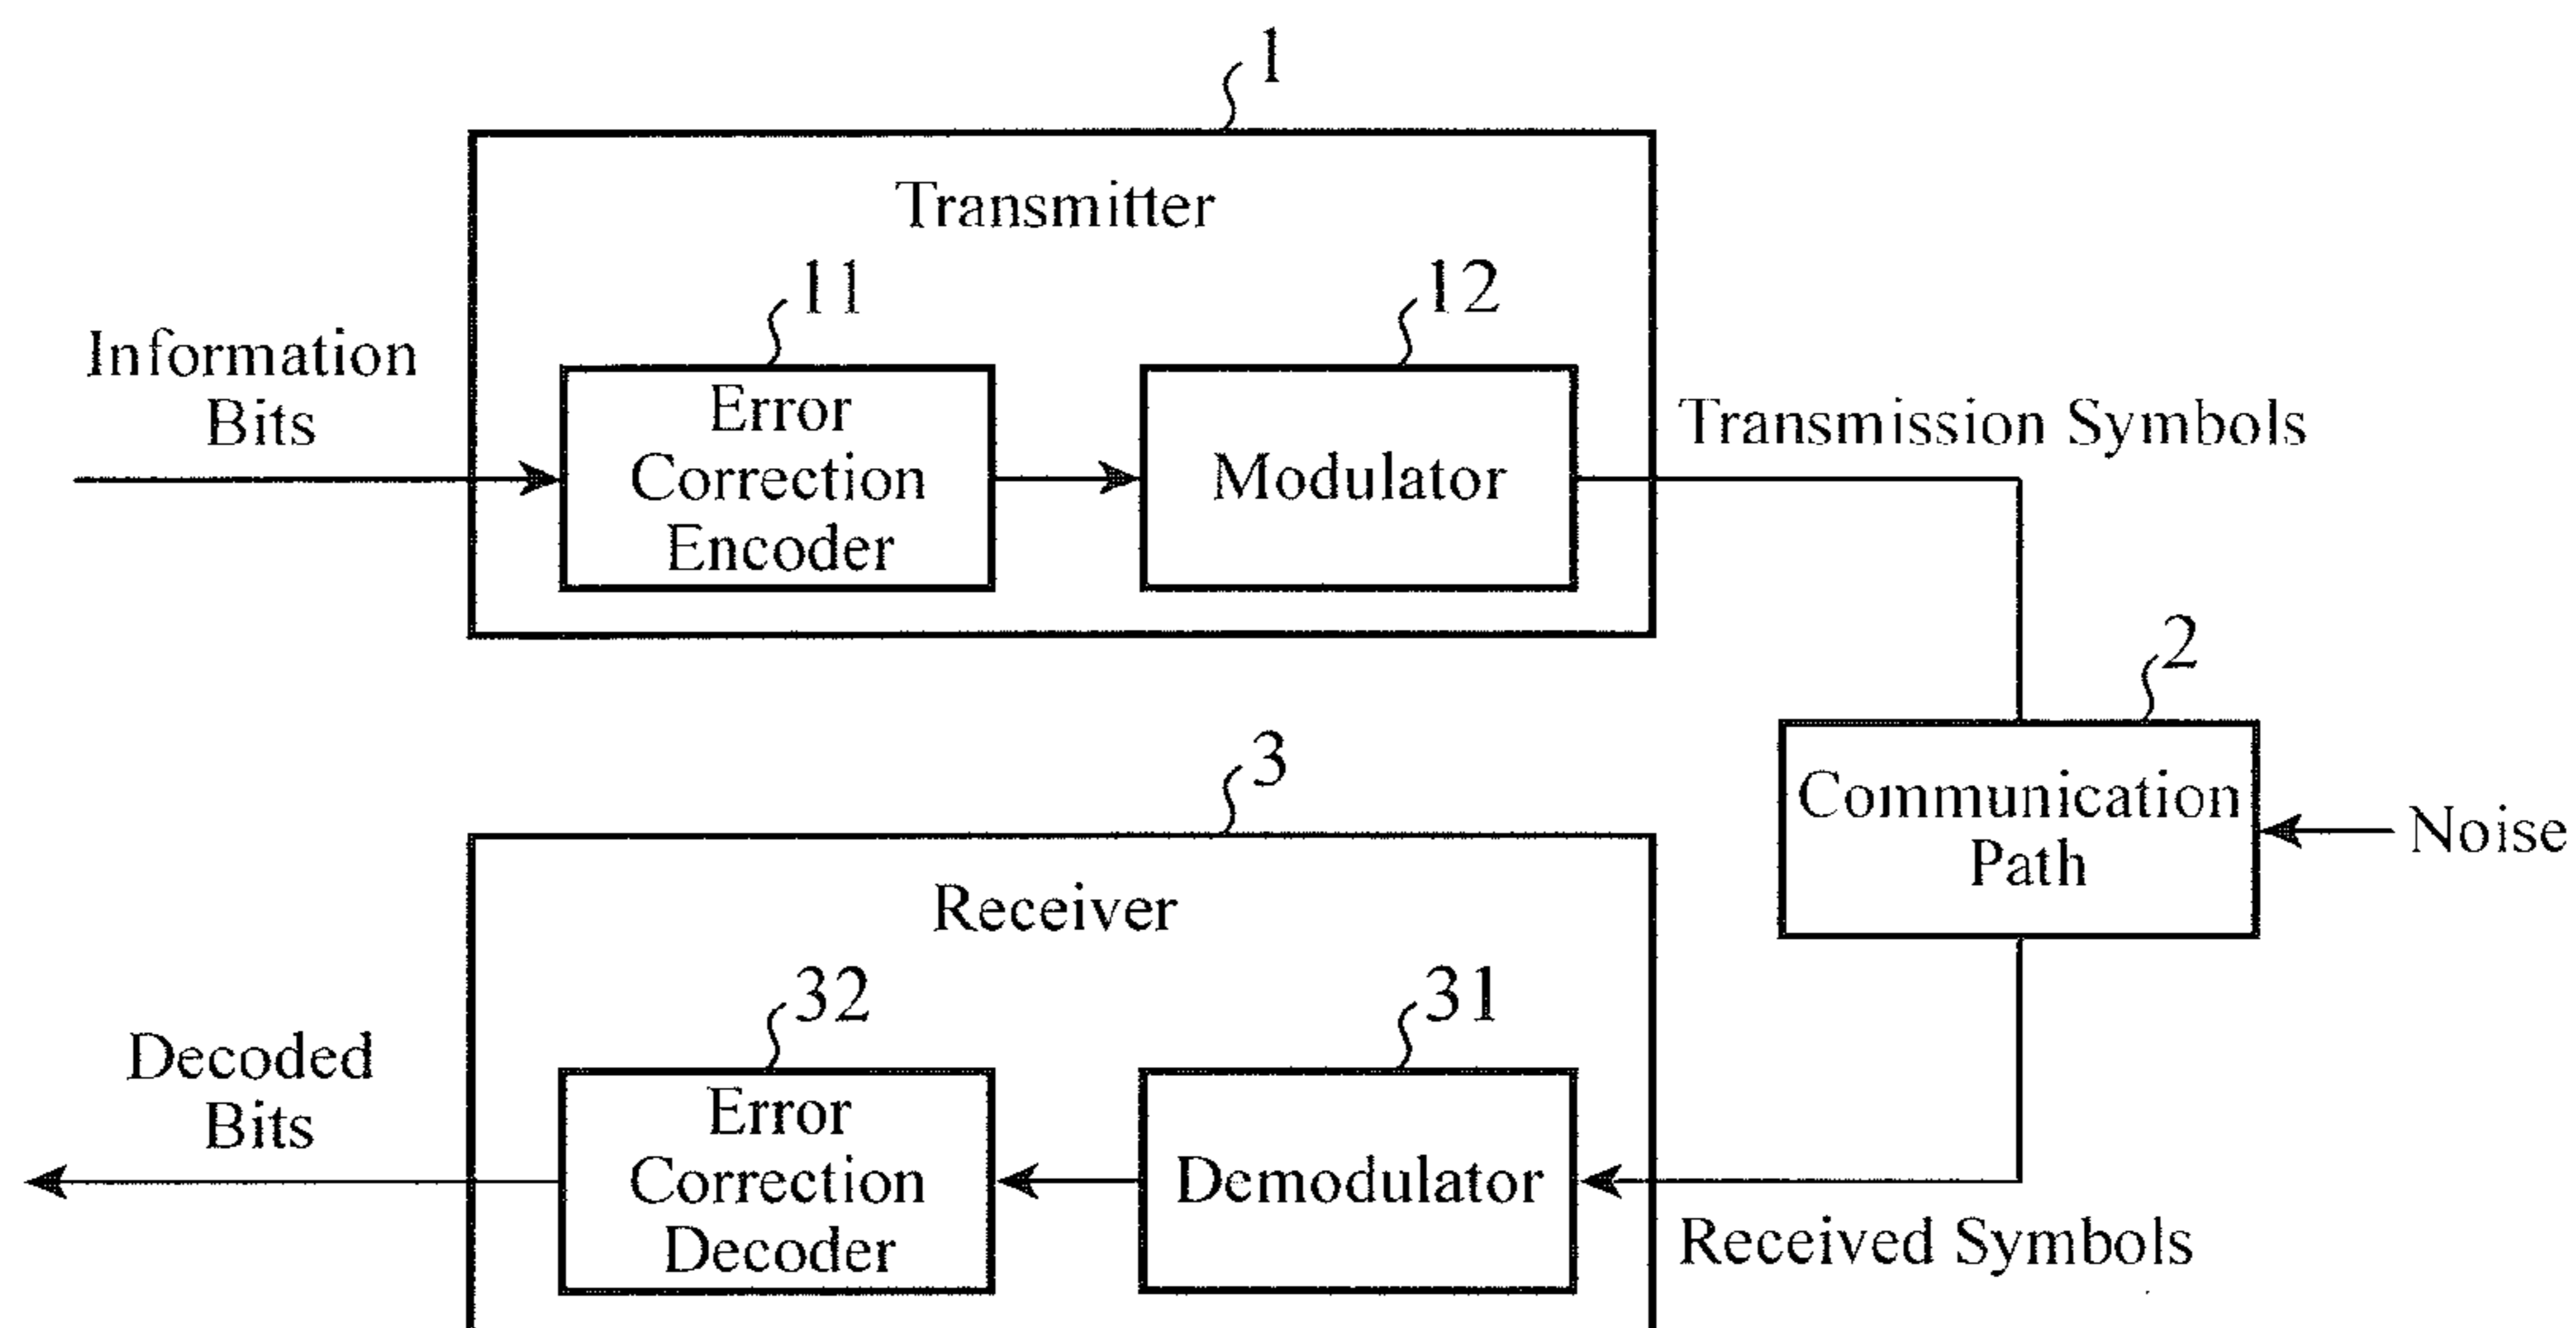 1
Transmitter
11
12
Information
Bits
Error
Correction
Encoder
Modulator
Transmission Symbols
2
Communication
Path
Noise
3
Receiver
32
31
Decoded
Bits
Error
Correction
Decoder
Demodulator
Received Symbols